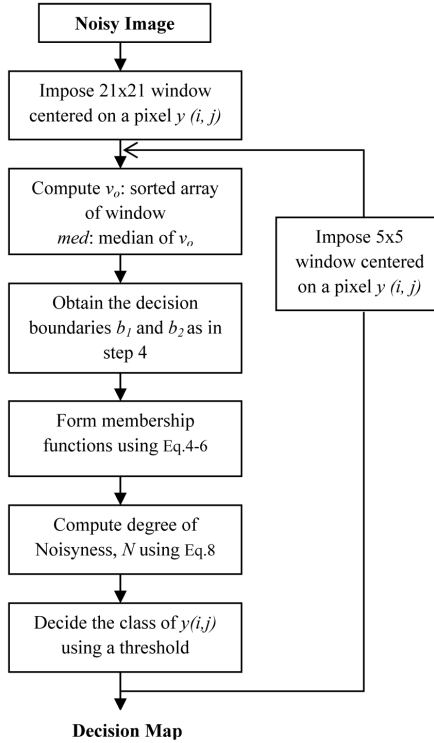 Noisy Image
Impose 21x21 window
centered on a pixel y (i, j)
Compute vo: sorted array
of window
med: median of vo
Impose 5x5
window centered
on a pixel y (i, j)
Obtain the decision
boundaries b1 and b2 as in
step 4
Form membership
functions using Eq.4-6
Compute degree of
Noisyness, N using Eq.8
Decide the class of y(i,j)
using a threshold
Decision Map